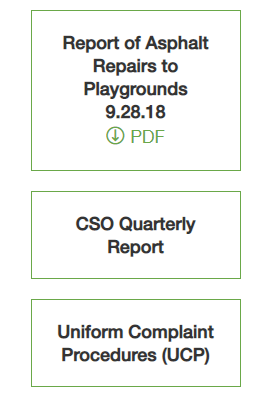 Report of Asphalt
Repairs to
Playgrounds
9.28.18
PDF
CSO Quarterly
Report
Uniform Complaint
Procedures (UCP)